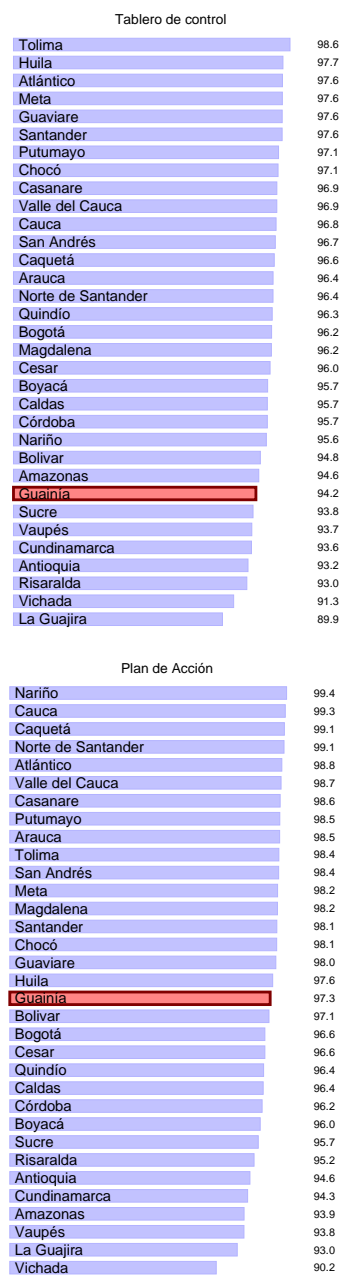 Tablero de control
Tolima 98.6
Huila 97.7
Atlántico 97.6
Meta 97.6
Guaviare 97.6
Santander 97.6
Putumayo 97.1
Chocó 97.1
Casanare 96.9
Valle del Cauca 96.9
Cauca 96.8
San Andrés 96.7
Caquetá 96.6
Arauca 96.4
Norte de Santander 96.4
Quindío 96.3
Bogotá 96.2
Magdalena 96.2
Cesar 96.0
Boyacá 95.7
Caldas 95.7
Córdoba 95.7
Nariño 95.6
Bolivar 94.8
Amazonas 94.6
Guainía 94.2
Sucre 93.8
Vaupés 93.7
Cundinamarca 93.6
Antioquia 93.2
Risaralda 93.0
Vichada 91.3
La Guajira 89.9
Plan de Acción
Nariño 99.4
Cauca 99.3
Caquetá 99.1
Norte de Santander 99.1
Atlántico 98.8
Valle del Cauca 98.7
Casanare 98.6
Putumayo 98.5
Arauca 98.5
Tolima 98.4
San Andrés 98.4
Meta 98.2
Magdalena 98.2
Santander 98.1
Chocó 98.1
Guaviare 98.0
Huila 97.6
Guainía 97.3
Bolivar 97.1
Bogotá 96.6
Cesar 96.6
Quindío 96.4
Caldas 96.4
Córdoba 96.2
Boyacá 96.0
Sucre 95.7
Risaralda 95.2
Antioquia 94.6
Cundinamarca 94.3
Amazonas 93.9
Vaupés 93.8
La Guajira 93.0
Vichada 90.2